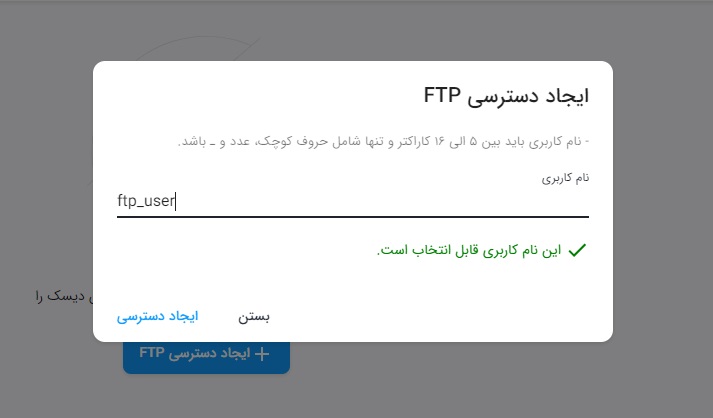 ایجاد دسترسی FTP
- نام کاربری باید بین ۵ الی ۱۶ کاراکتر و تنها شامل حروف کوچک، عدد و ـ باشد.
نام کاربری
ftp_user
این نام کاربری قابل انتخاب است.
دیسک را
بستن
ایجاد دسترسی
ایجاد دسترسی FTP